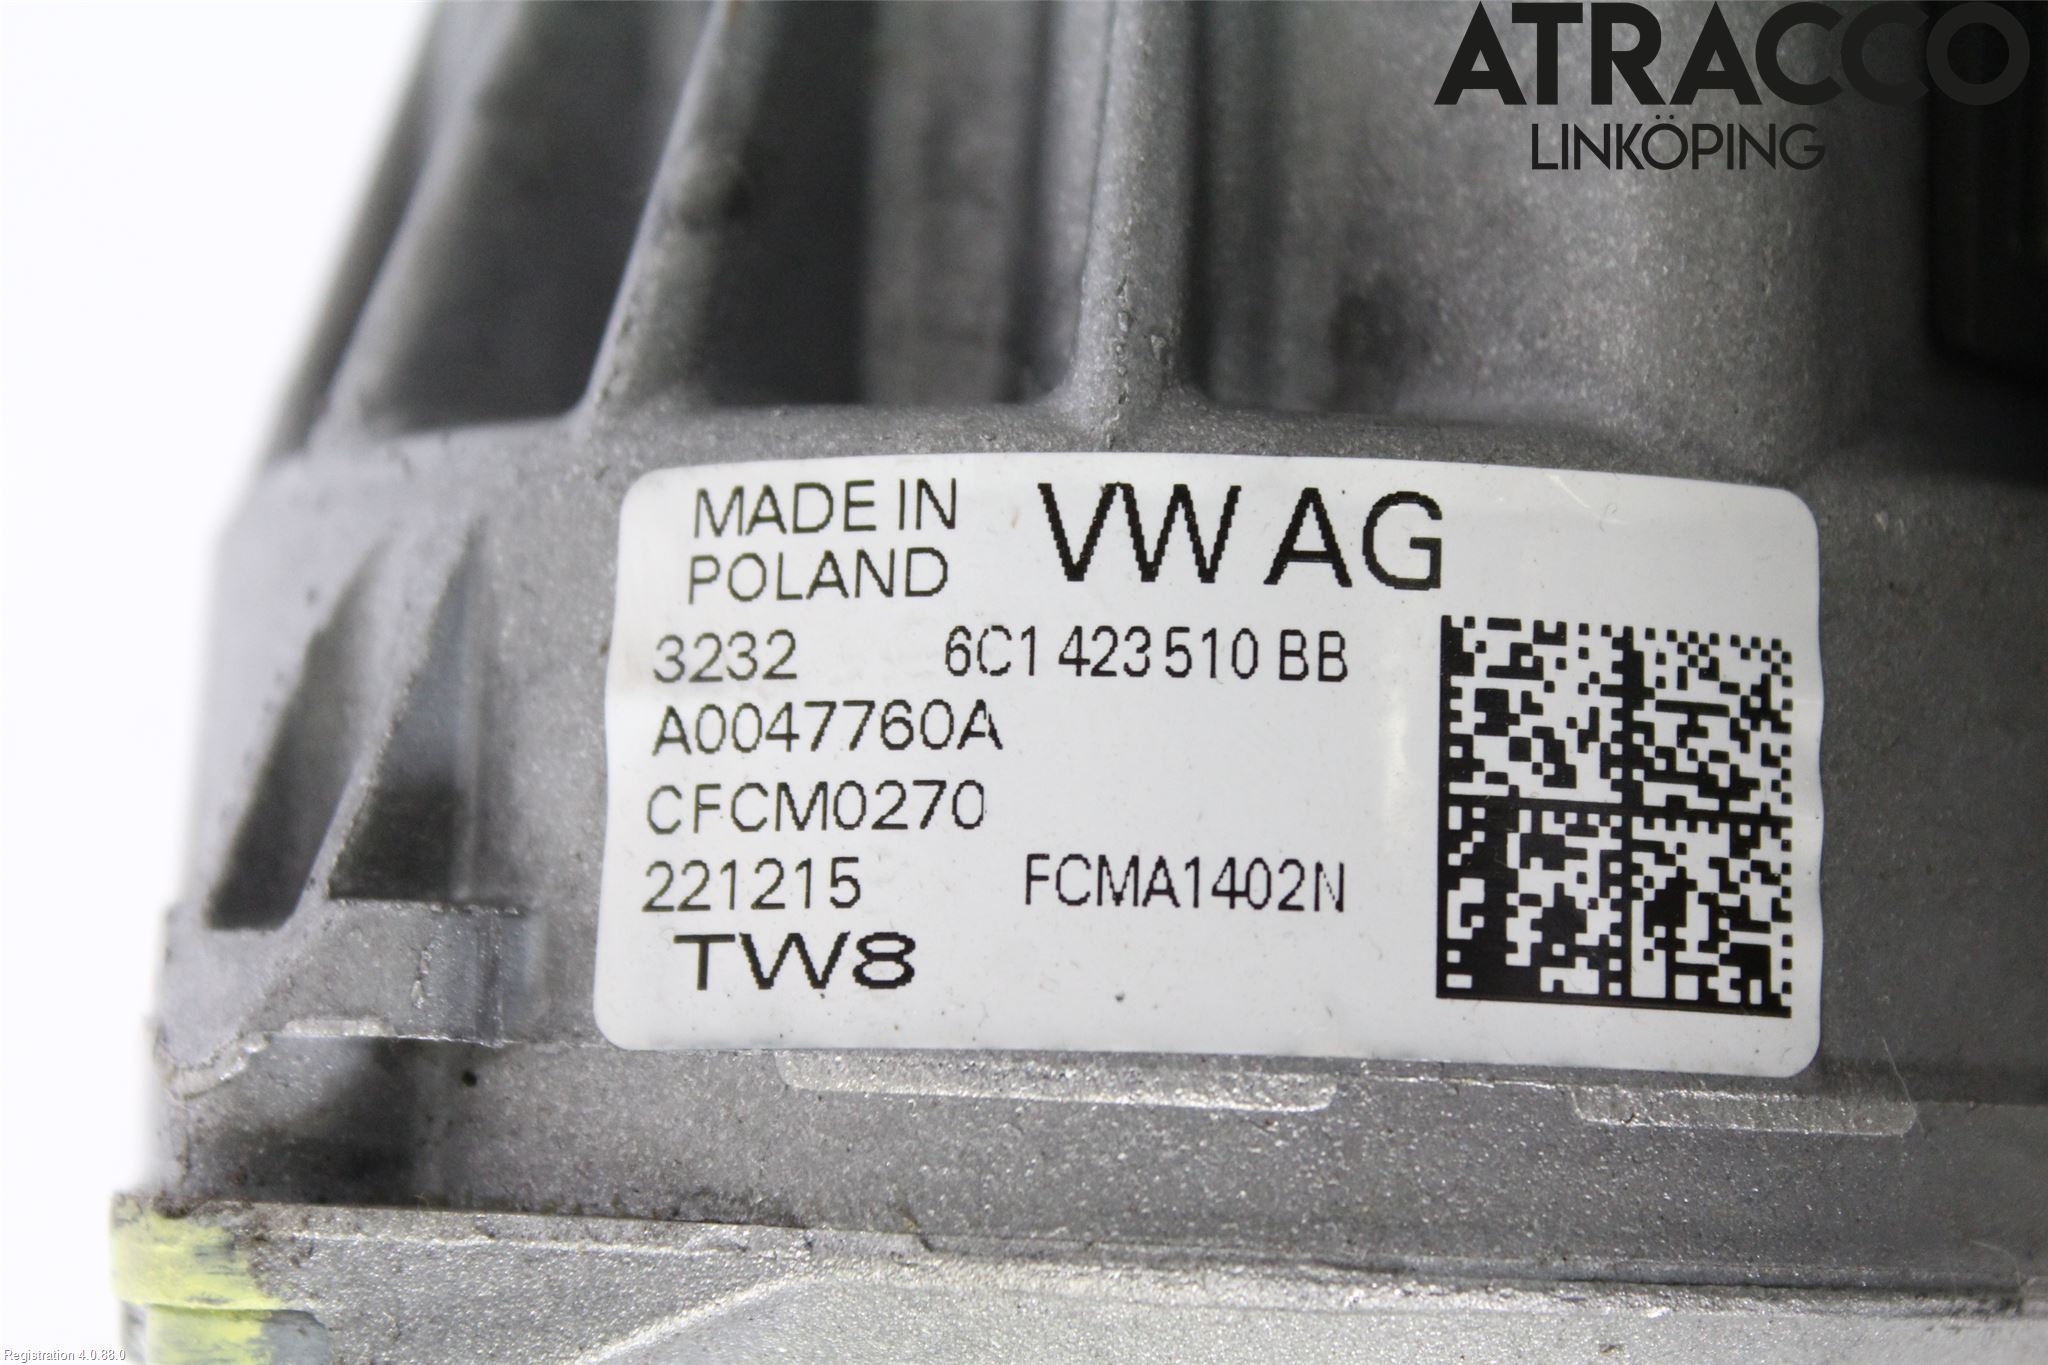 ATRACCO
LINKÖPING
MADE IN
POLAND
VW AG
3232 6C1 423 510 BB
A0047760A
CFCM0270
221215 FCMA1402N
TW8
Registration 4.0.88.0